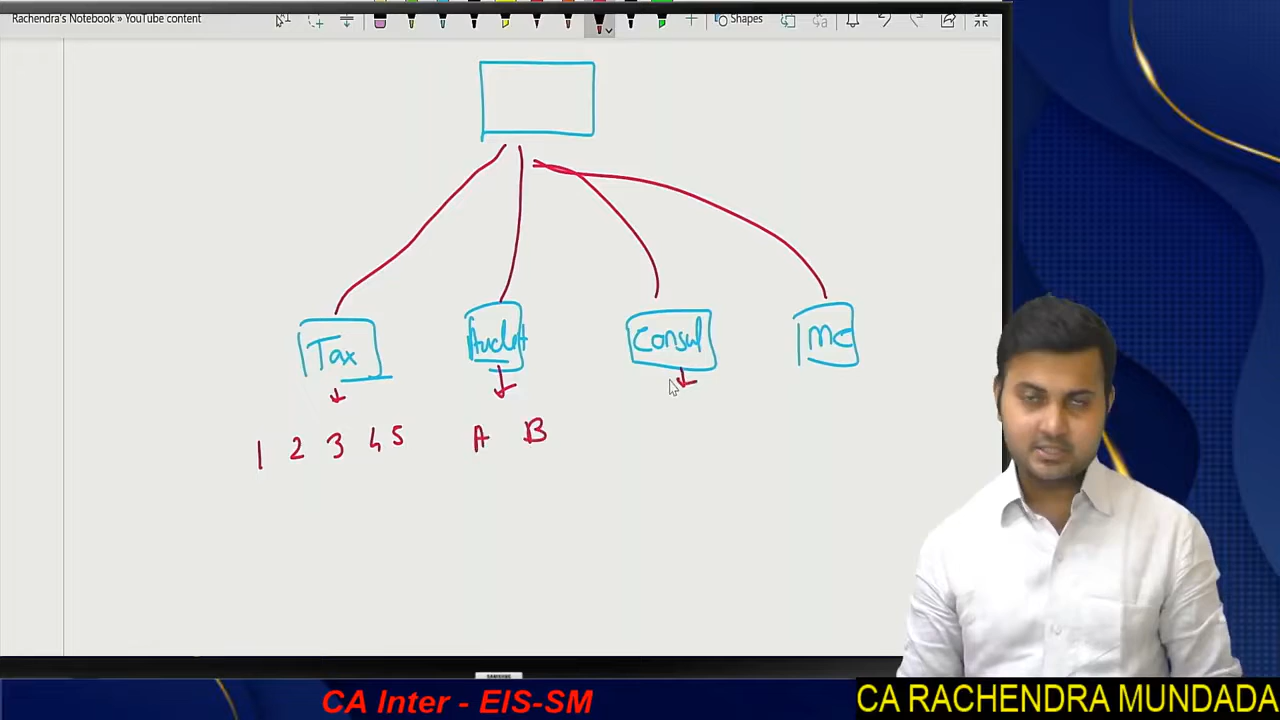 Rachendra's Notebook » YouTube content
Shapes
Tax
Audit
Consul
MC
1 2 3 4 5
A B
SAMSUNG
CA Inter - EIS-SM
CA RACHENDRA MUNDADA